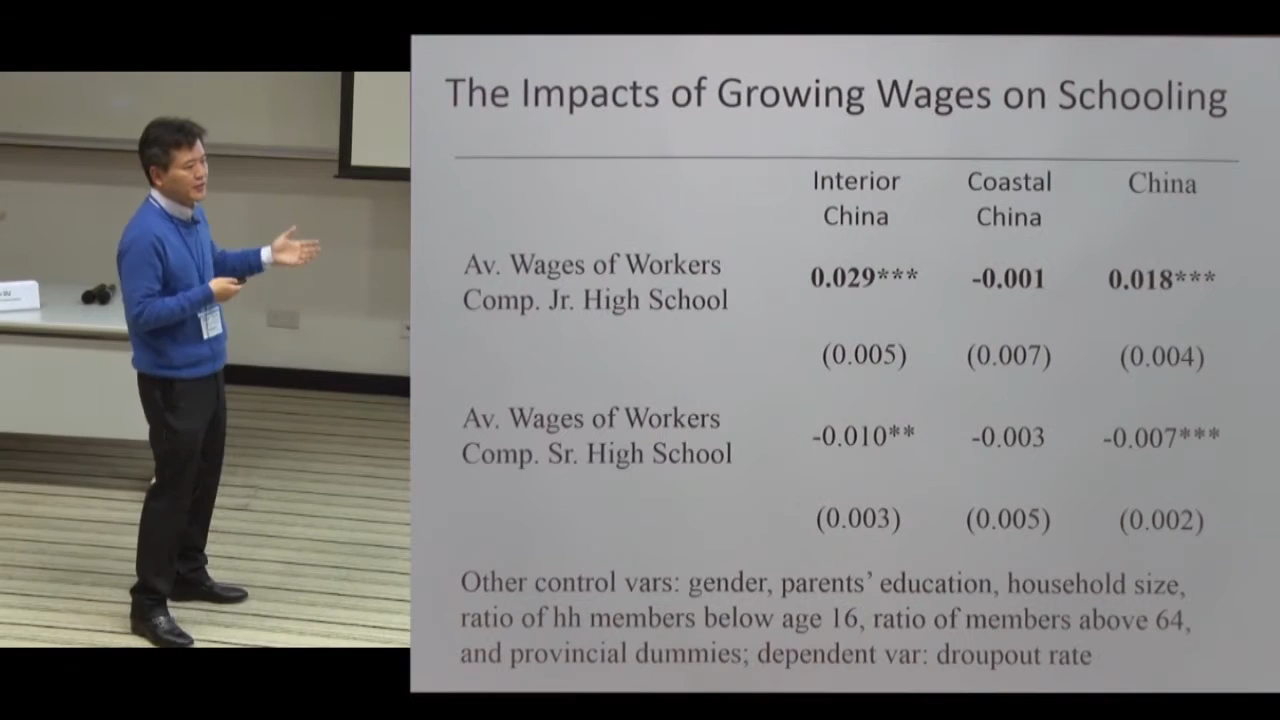 The Impacts of Growing Wages on Schooling
Interior China
Coastal China
China
Av. Wages of Workers
Comp. Jr. High School
0.029*** -0.001 0.018***
(0.005) (0.007) (0.004)
Av. Wages of Workers
Comp. Sr. High School
-0.010** -0.003 -0.007***
(0.003) (0.005) (0.002)
Other control vars: gender, parents' education, household size,
ratio of hh members below age 16, ratio of members above 64,
and provincial dummies; dependent var: droupout rate